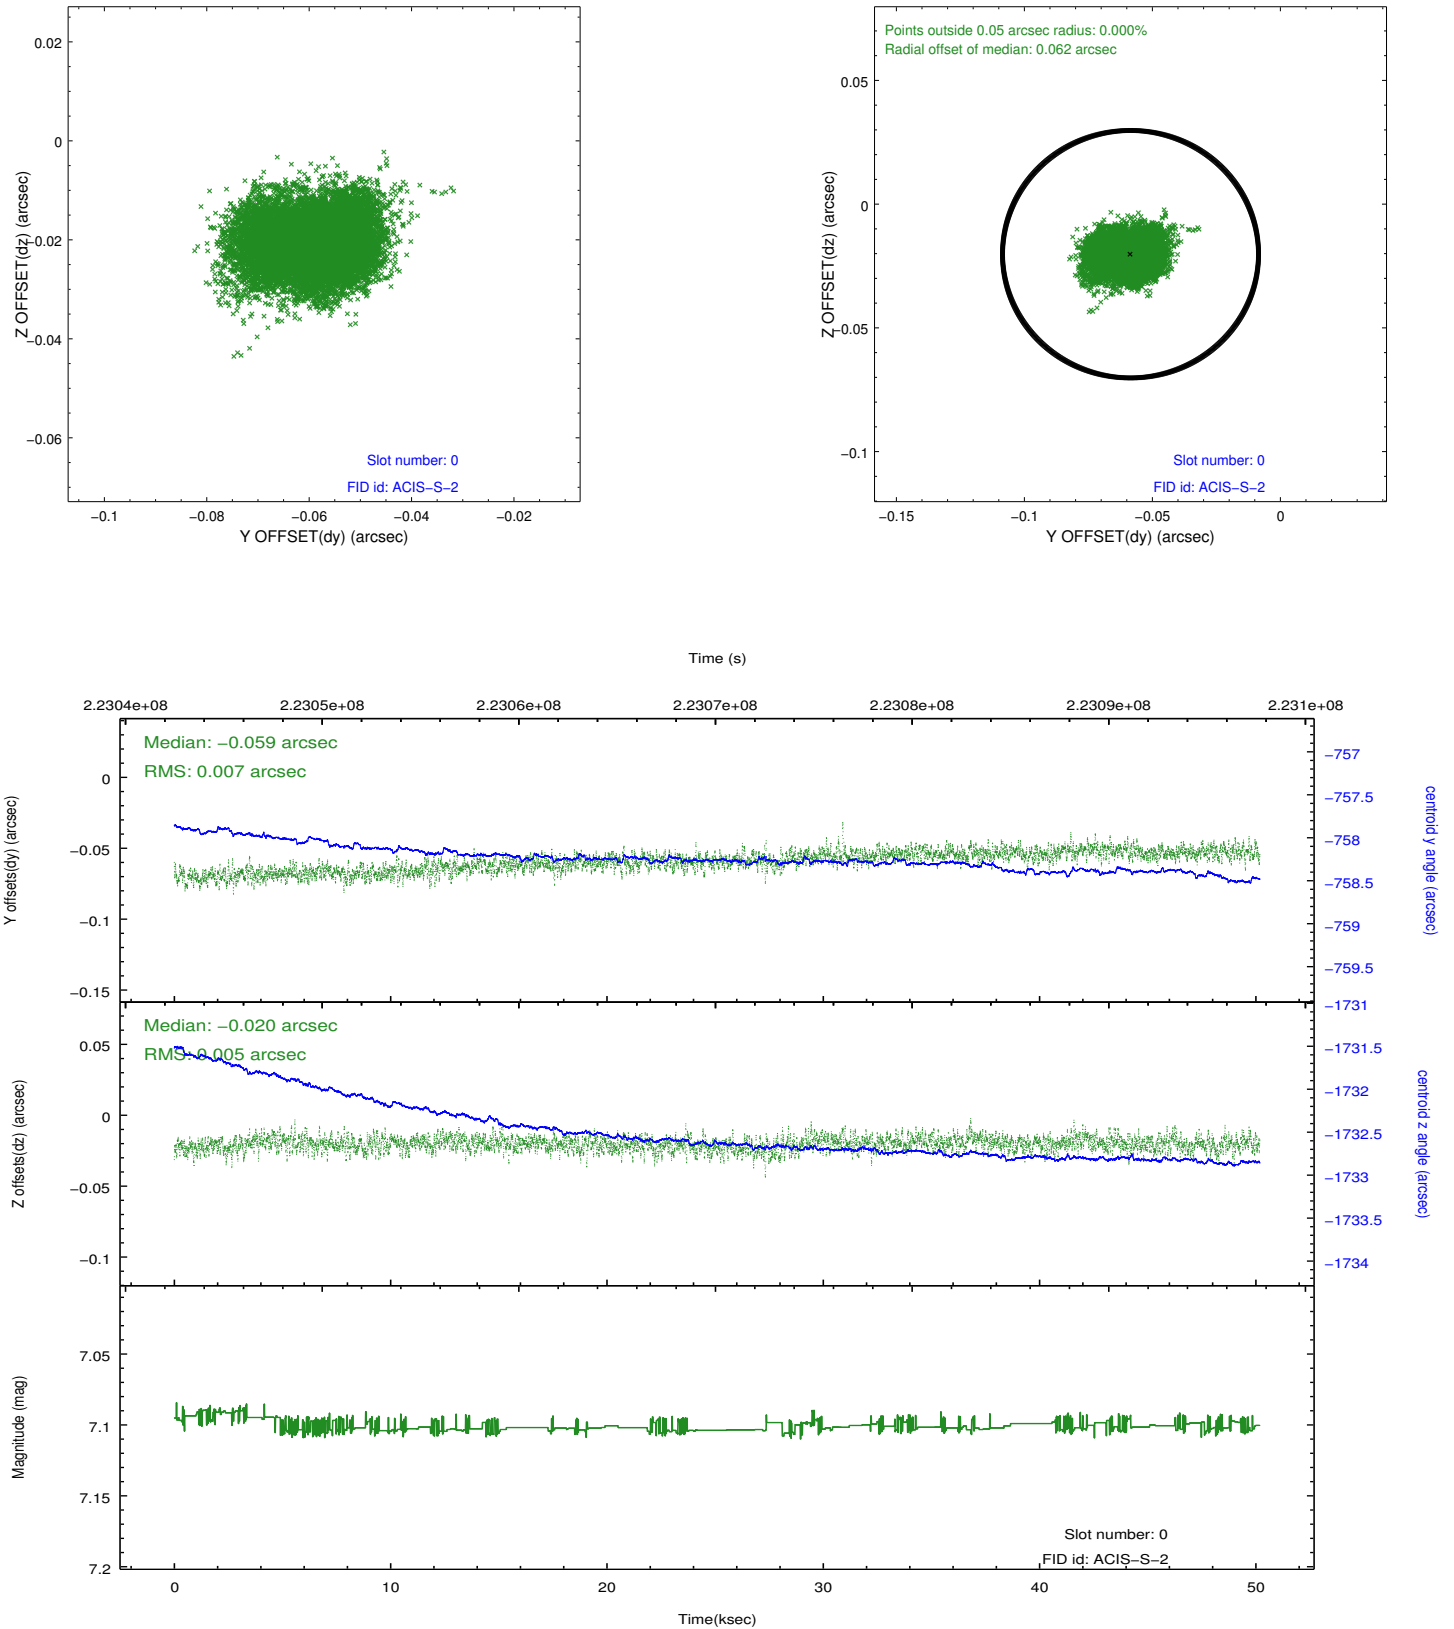 0.02
0
−0.02
−0.04
−0.06
Z OFFSET(dz) (arcsec)
Slot number: 0
FID id: ACIS−S−2
−0.1
−0.08
−0.06
−0.04
−0.02
Y OFFSET(dy) (arcsec)
Points outside 0.05 arcsec radius: 0.000%
Radial offset of median: 0.062 arcsec
0.05
0
−0.05
−0.1
Z OFFSET(dz) (arcsec)
Slot number: 0
FID id: ACIS−S−2
−0.15
−0.1
−0.05
0
Y OFFSET(dy) (arcsec)
Time (s)
2.2304e+08
2.2305e+08
2.2306e+08
2.2307e+08
2.2308e+08
2.2309e+08
2.231e+08
Median: −0.059 arcsec
RMS: 0.007 arcsec
0
−0.05
−0.1
−0.15
Y offsets(dy) (arcsec)
−757
−757.5
−758
−758.5
−759
−759.5
centroid y angle (arcsec)
Median: −0.020 arcsec
RMS: 0.005 arcsec
0.05
0
−0.05
−0.1
Z offsets(dz) (arcsec)
−1731
−1731.5
−1732
−1732.5
−1733
−1733.5
−1734
centroid z angle (arcsec)
7.05
7.1
7.15
7.2
Magnitude (mag)
Slot number: 0
FID id: ACIS−S−2
0
10
20
30
40
50
Time(ksec)